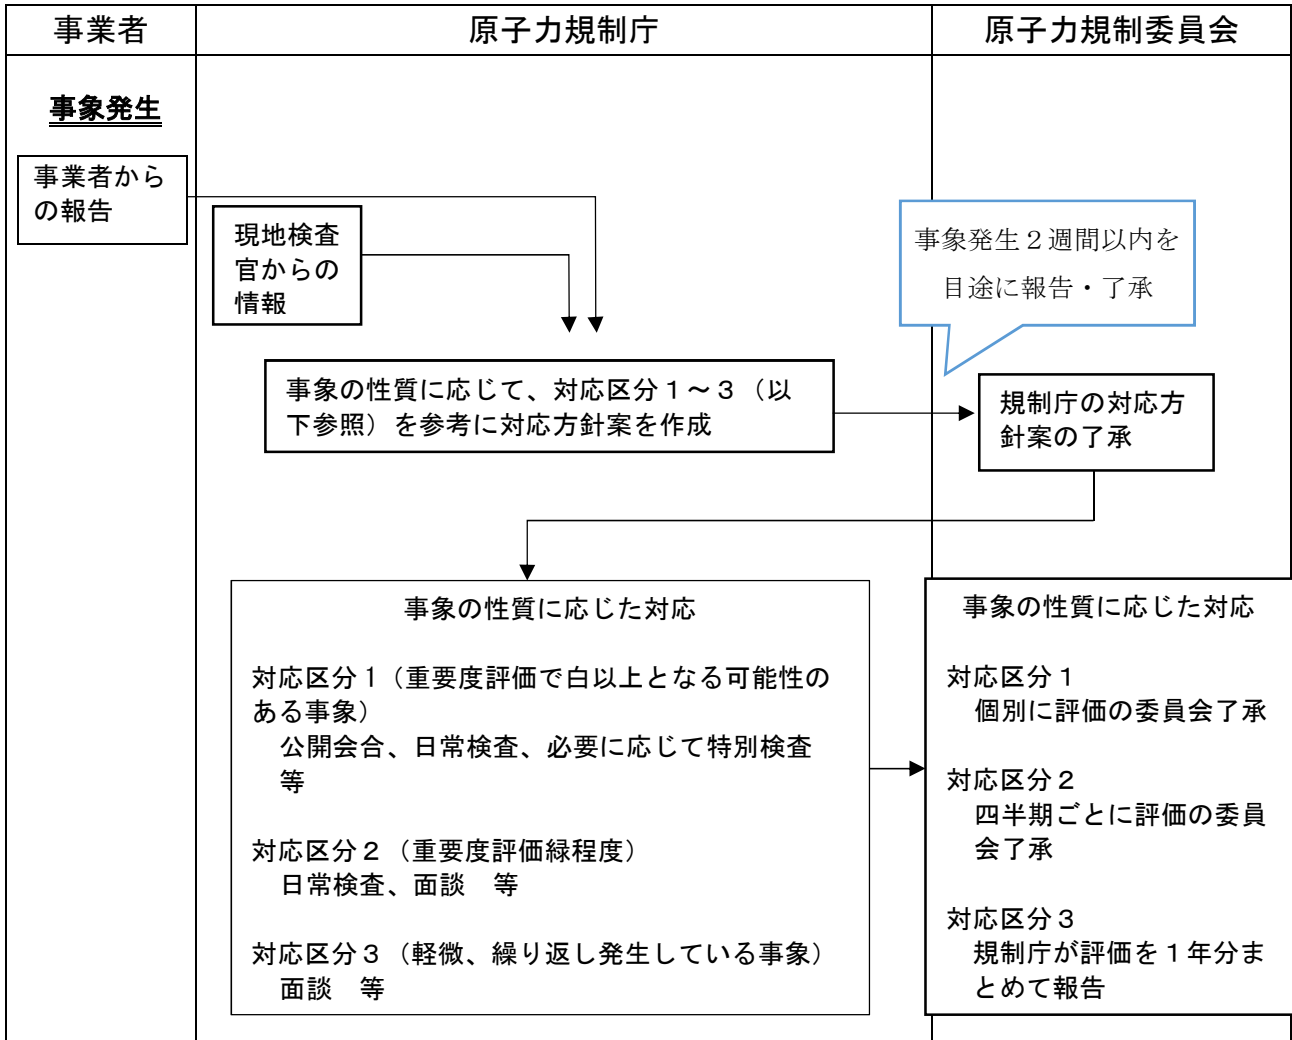 事業者
原子力規制庁
原子力規制委員会
事象発生
事業者から
の報告
現地検査
官からの
情報
事象発生２週間以内を
目途に報告・了承
事象の性質に応じて、対応区分１～３（以
下参照）を参考に対応方針案を作成
規制庁の対応方
針案の了承
事象の性質に応じた対応
対応区分１（重要度評価で白以上となる可能性の
ある事象）
公開会合、日常検査、必要に応じて特別検査
等
対応区分２（重要度評価緑程度）
日常検査、面談　等
対応区分３（軽微、繰り返し発生している事象）
面談　等
事象の性質に応じた対応
対応区分１
個別に評価の委員会了承
対応区分２
四半期ごとに評価の委員
会了承
対応区分３
規制庁が評価を１年分ま
とめて報告